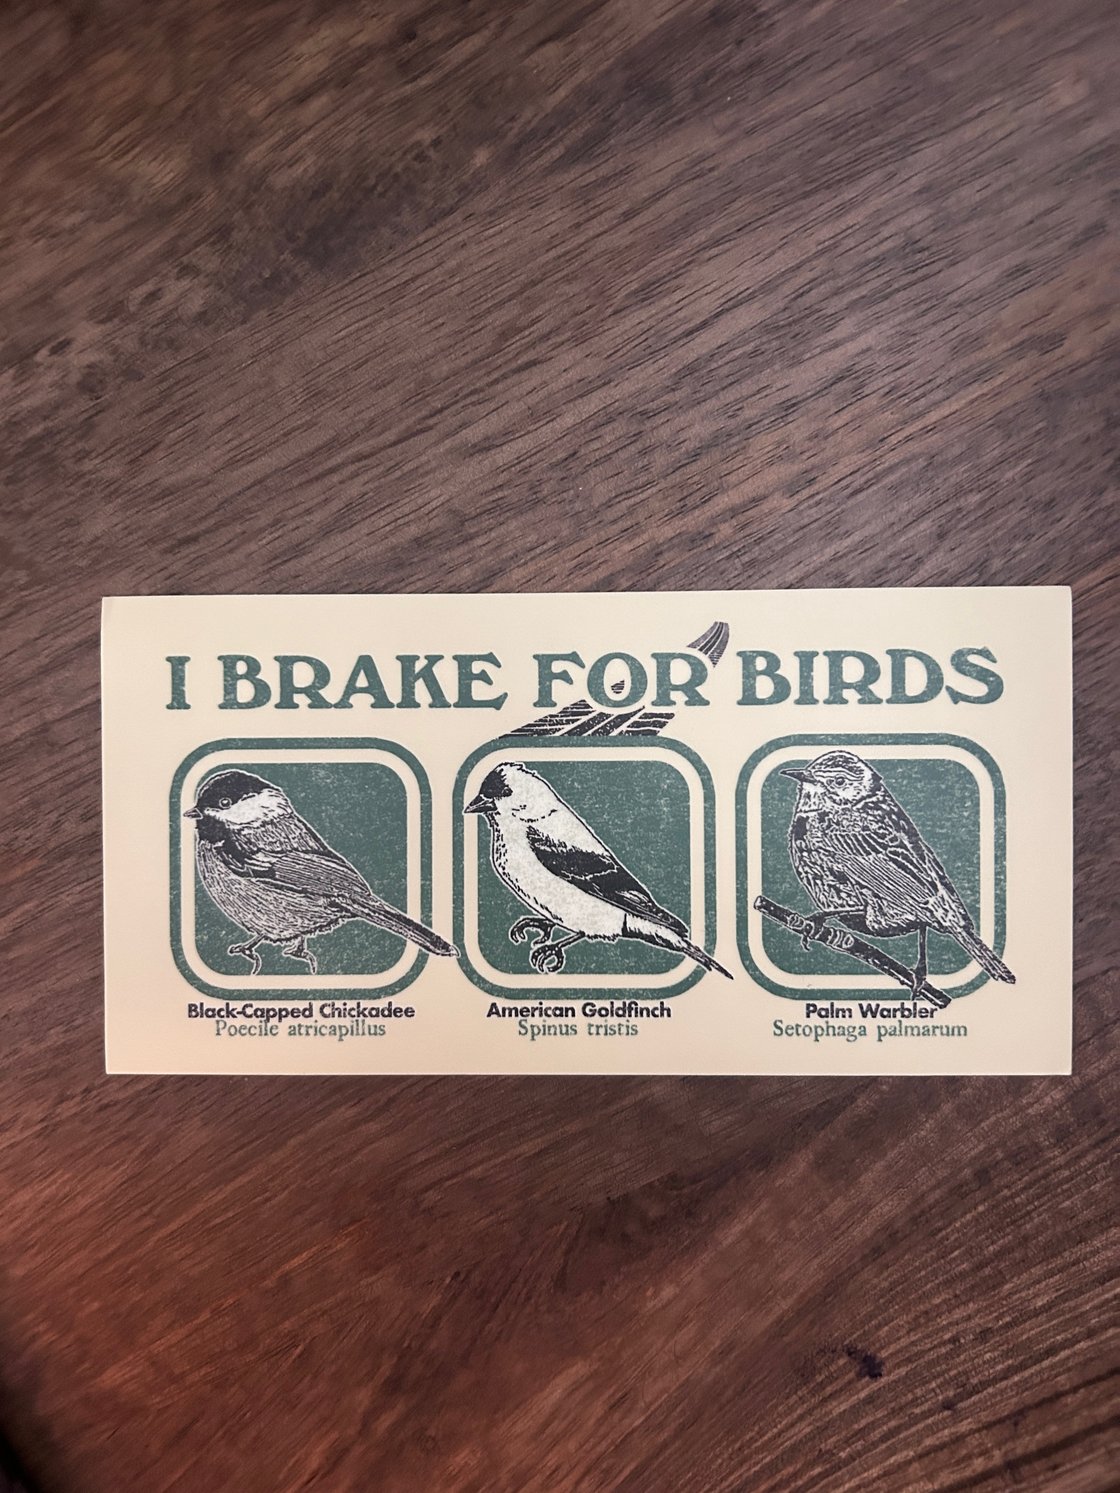 I BRAKE FOR BIRDS
Black-Capped Chickadee
Poecile atricapillus
American Goldfinch
Spinus tristis
Palm Warbler
Setophaga palmarum